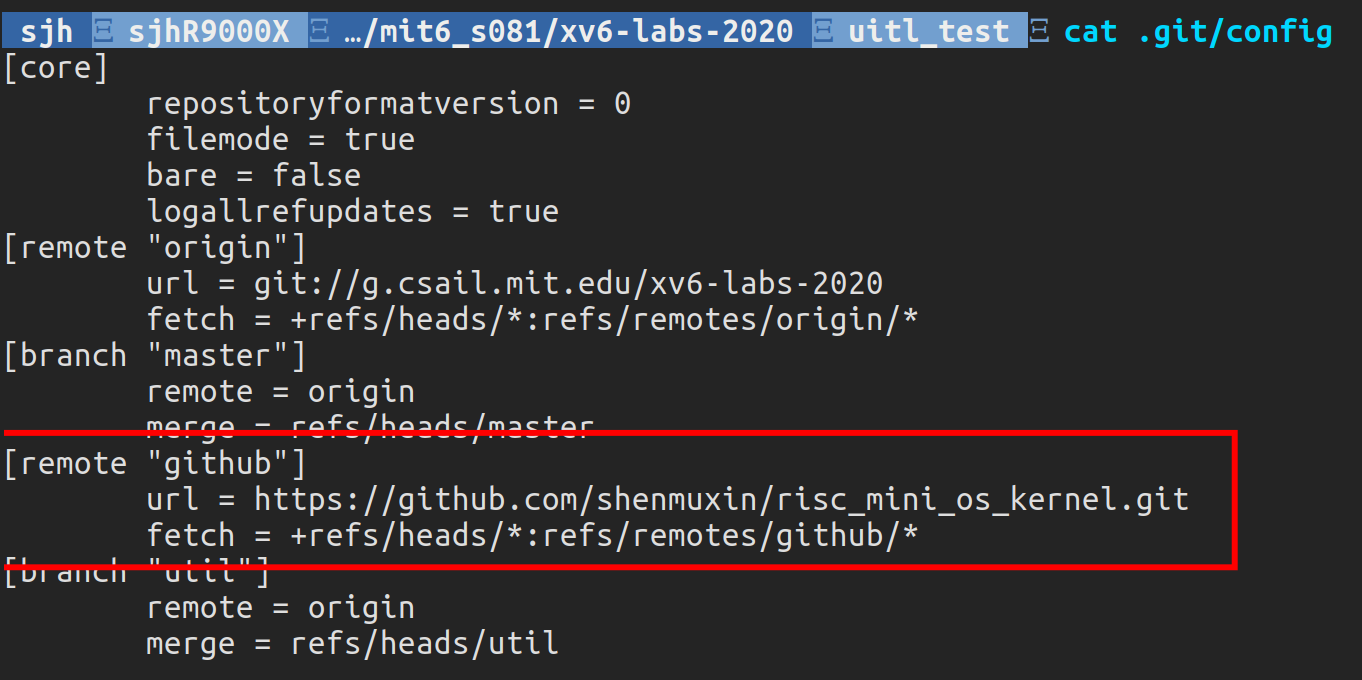 sjh sjhR9000X …/mit6_s081/xv6-labs-2020 uitl_test cat .git/config
[core]
repositoryformatversion = 0
filemode = true
bare = false
logallrefupdates = true
[remote "origin"]
url = git://g.csail.mit.edu/xv6-labs-2020
fetch = +refs/heads/*:refs/remotes/origin/*
[branch "master"]
remote = origin
merge = refs/heads/master
[remote "github"]
url = https://github.com/shenmuxin/risc_mini_os_kernel.git
fetch = +refs/heads/*:refs/remotes/github/*
[branch "util"]
remote = origin
merge = refs/heads/util